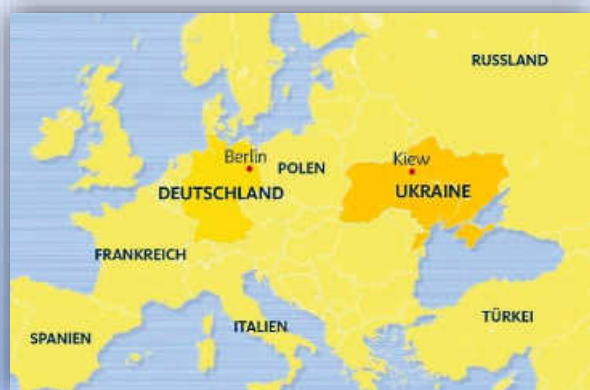 RUSSLAND
Berlin
Kiew
POLEN
DEUTSCHLAND
UKRAINE
FRANKREICH
TÜRKEI
ITALIEN
SPANIEN